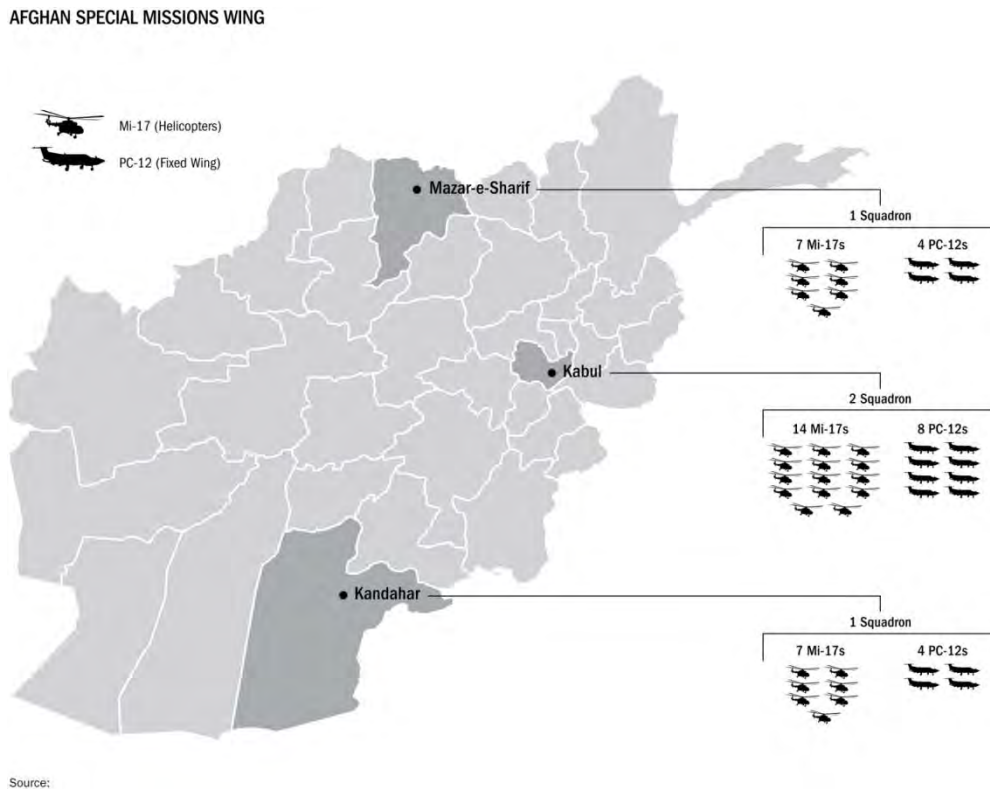 AFGHAN SPECIAL MISSIONS WING
Mi-17 (Helicopters)
PC-12 (Fixed Wing)
Mazar-e-Sharif
1 Squadron
7 Mi-17s
4 PC-12s
Kabul
2 Squadron
14 Mi-17s
8 PC-12s
Kandahar
1 Squadron
7 Mi-17s
4 PC-12s
Source: